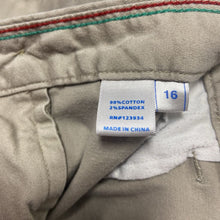 98%COTTON
2%SPANDEX
RN#123934
MADE IN CHINA
16